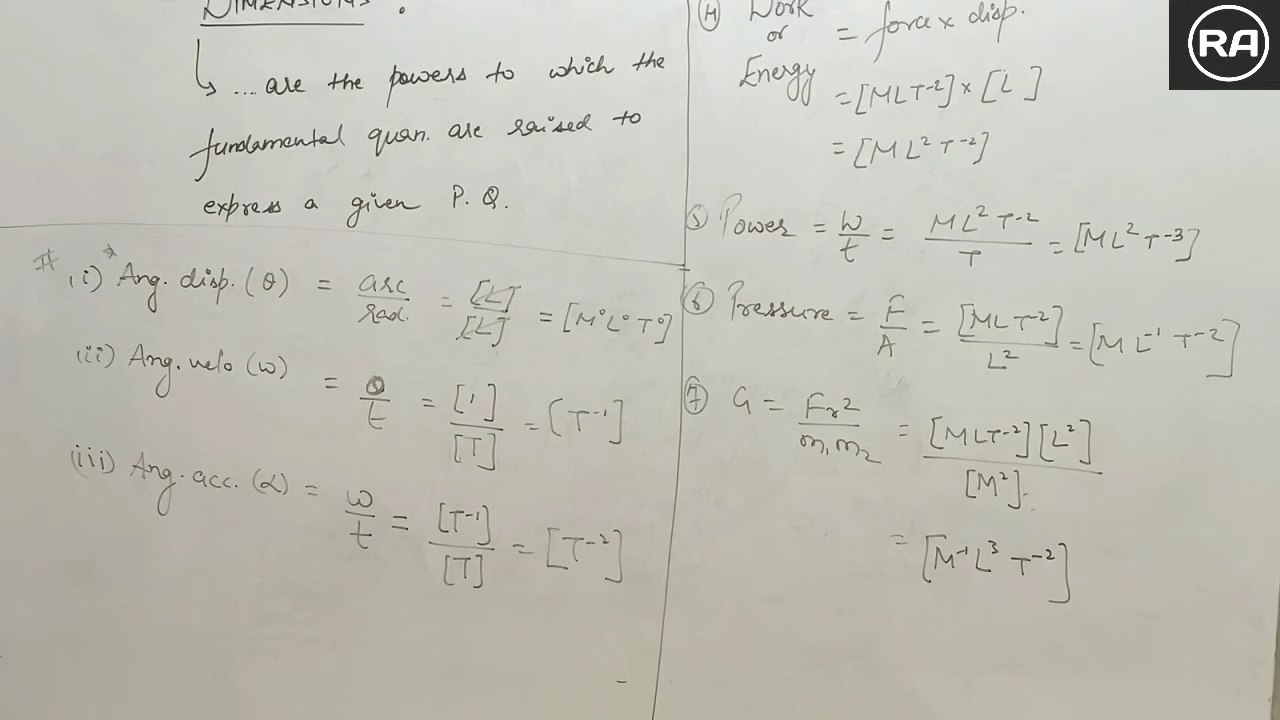 DIMENSIONS :
↳ ... are the powers to which the
fundamental quan. are raised to
express a given P.Q.
# (i) Ang. disp. (θ) = arc/rad. = [L]/[L] = [M⁰L⁰T⁰]
(ii) Ang. velo (ω) = θ/t = [1]/[T] = [T⁻¹]
(iii) Ang. acc. (α) = ω/t = [T⁻¹]/[T] = [T⁻²]
④ Work or Energy = force x disp.
= [MLT⁻²] x [L]
= [ML²T⁻²]
⑤ Power = W/t = ML²T⁻²/T = [ML²T⁻³]
⑥ Pressure = F/A = [MLT⁻²]/L² = [ML⁻¹T⁻²]
⑦ G = Fr²/m₁m₂ = [MLT⁻²][L²]/[M²].
= [M⁻¹L³T⁻²]
RA